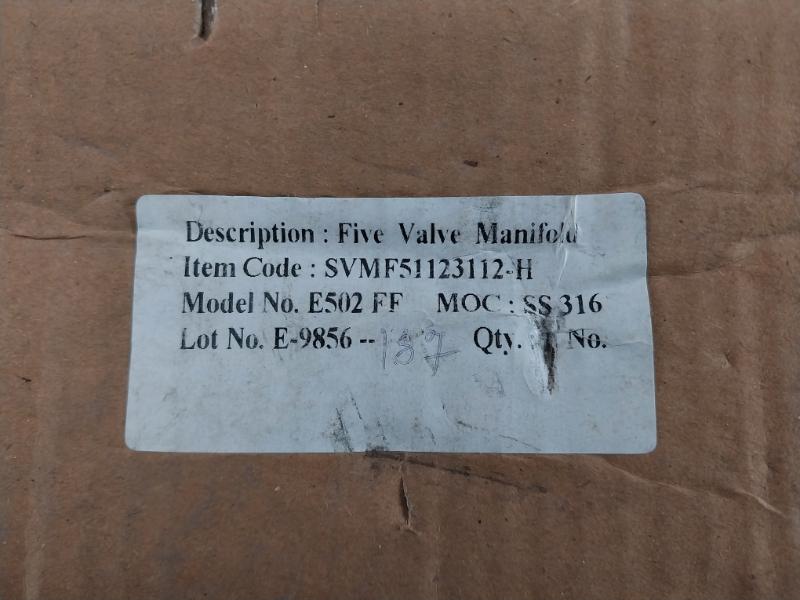 Description : Five Valve Manifold
Item Code : SVMF51123112-H
Model No. E502 FF MOC : SS 316
Lot No. E-9856 -- 137 Qty. No.